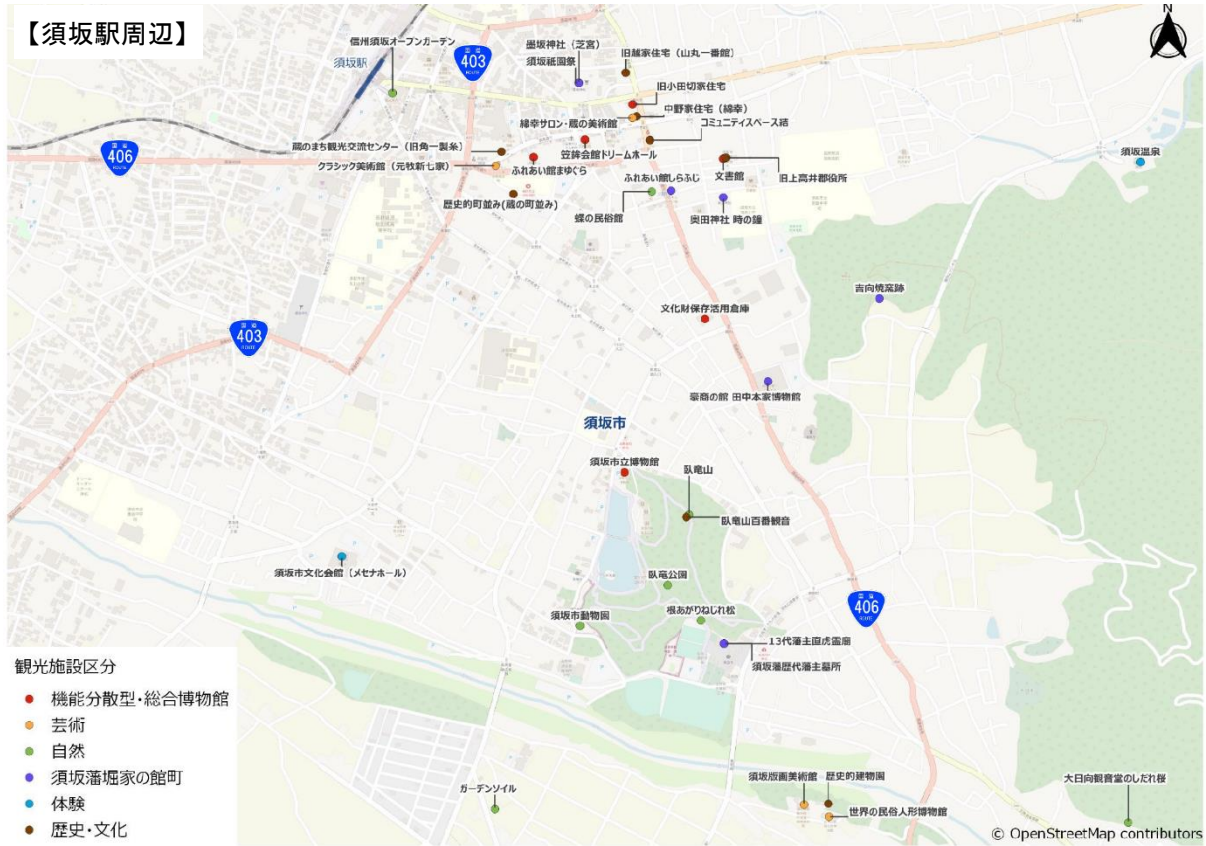 【須坂駅周辺】
N
信州須坂オープンガーデン
須坂駅
国道
403
ROUTE
墨坂神社（芝宮）
須坂祇園祭
旧越家住宅（山丸一番館）
旧小田切家住宅
中野家住宅（綿幸）
綿幸サロン・蔵の美術館
コミュニティスペース結
国道
406
ROUTE
蔵のまち観光交流センター（旧角一製糸）
笠鉾会館ドリームホール
クラシック美術館（元牧新七家）
ふれあい館まゆぐら
文書館
旧上高井郡役所
須坂温泉
ふれあい館しらふじ
歴史的町並み(蔵の町並み)
蝶の民俗館
奥田神社 時の鐘
吉向焼窯跡
文化財保存活用倉庫
国道
403
ROUTE
豪商の館 田中本家博物館
須坂市
須坂市立博物館
臥竜山
臥竜山百番観音
須坂市文化会館（メセナホール）
臥竜公園
国道
406
ROUTE
須坂市動物園
根あがりねじれ松
13代藩主直虎霊廟
須坂藩歴代藩主墓所
観光施設区分
機能分散型・総合博物館
芸術
自然
須坂藩堀家の館町
体験
歴史・文化
ガーデンソイル
須坂版画美術館
歴史的建物園
世界の民俗人形博物館
大日向観音堂のしだれ桜
© OpenStreetMap contributors